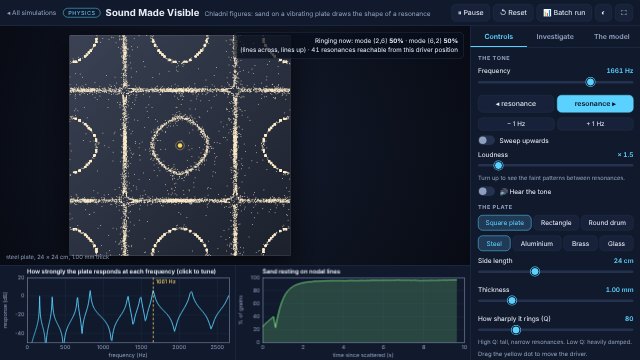 ◂ All simulations
PHYSICS
Sound Made Visible
Chladni figures: sand on a vibrating plate draws the shape of a resonance
⏸ Pause
↻ Reset
📊 Batch run
Ringing now: mode (2,6) 50% · mode (6,2) 50%
(lines across, lines up) · 41 resonances reachable from this driver position
steel plate, 24 × 24 cm, 1.00 mm thick
How strongly the plate responds at each frequency (click to tune)
1661 Hz
20
0
-20
-40
response (dB)
0
500
1000
1500
2000
2500
frequency (Hz)
Sand resting on nodal lines
100
80
60
40
20
0
% of grains
0
2
4
6
8
10
time since scattered (s)
Controls
Investigate
The model
THE TONE
Frequency
1661 Hz
◂ resonance
resonance ▸
− 1 Hz
+ 1 Hz
Sweep upwards
Loudness
× 1.5
Turn up to see the faint patterns between resonances.
🔊 Hear the tone
THE PLATE
Square plate
Rectangle
Round drum
Steel
Aluminium
Brass
Glass
Side length
24 cm
Thickness
1.00 mm
How sharply it rings (Q)
80
High Q: tall, narrow resonances. Low Q: heavily damped.
Drag the yellow dot to move the driver.